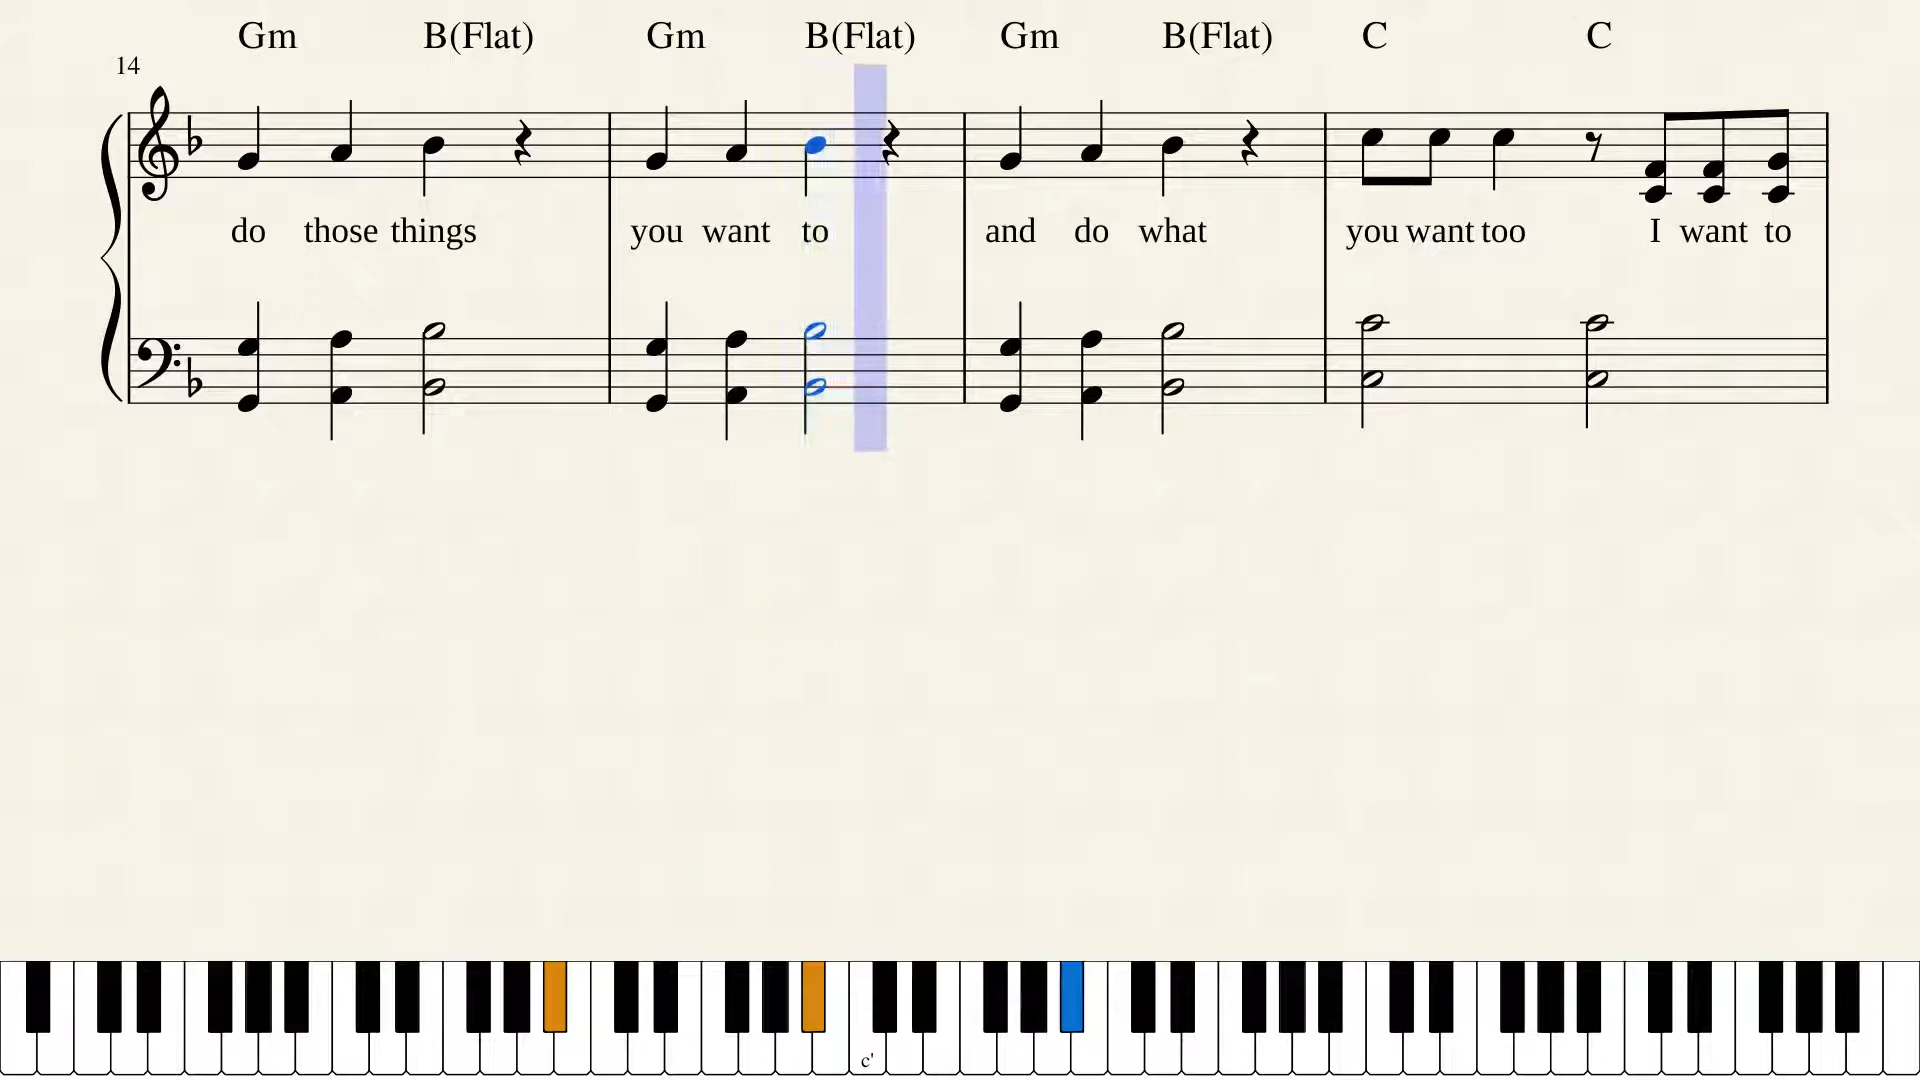 Gm B(Flat) Gm B(Flat) Gm B(Flat) C C
14
do those things you want to and do what you want too I want to
c'